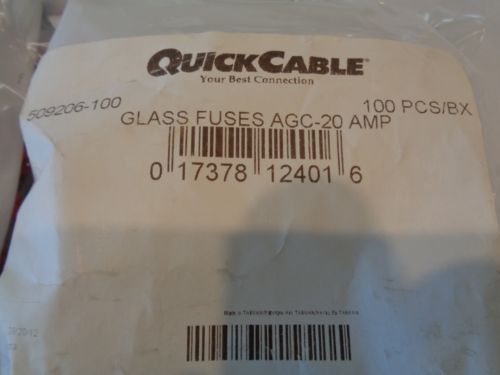 QUICKCABLE®
Your Best Connection
509206-100
100 PCS/BX
GLASS FUSES AGC-20 AMP
0 17378 12401 6